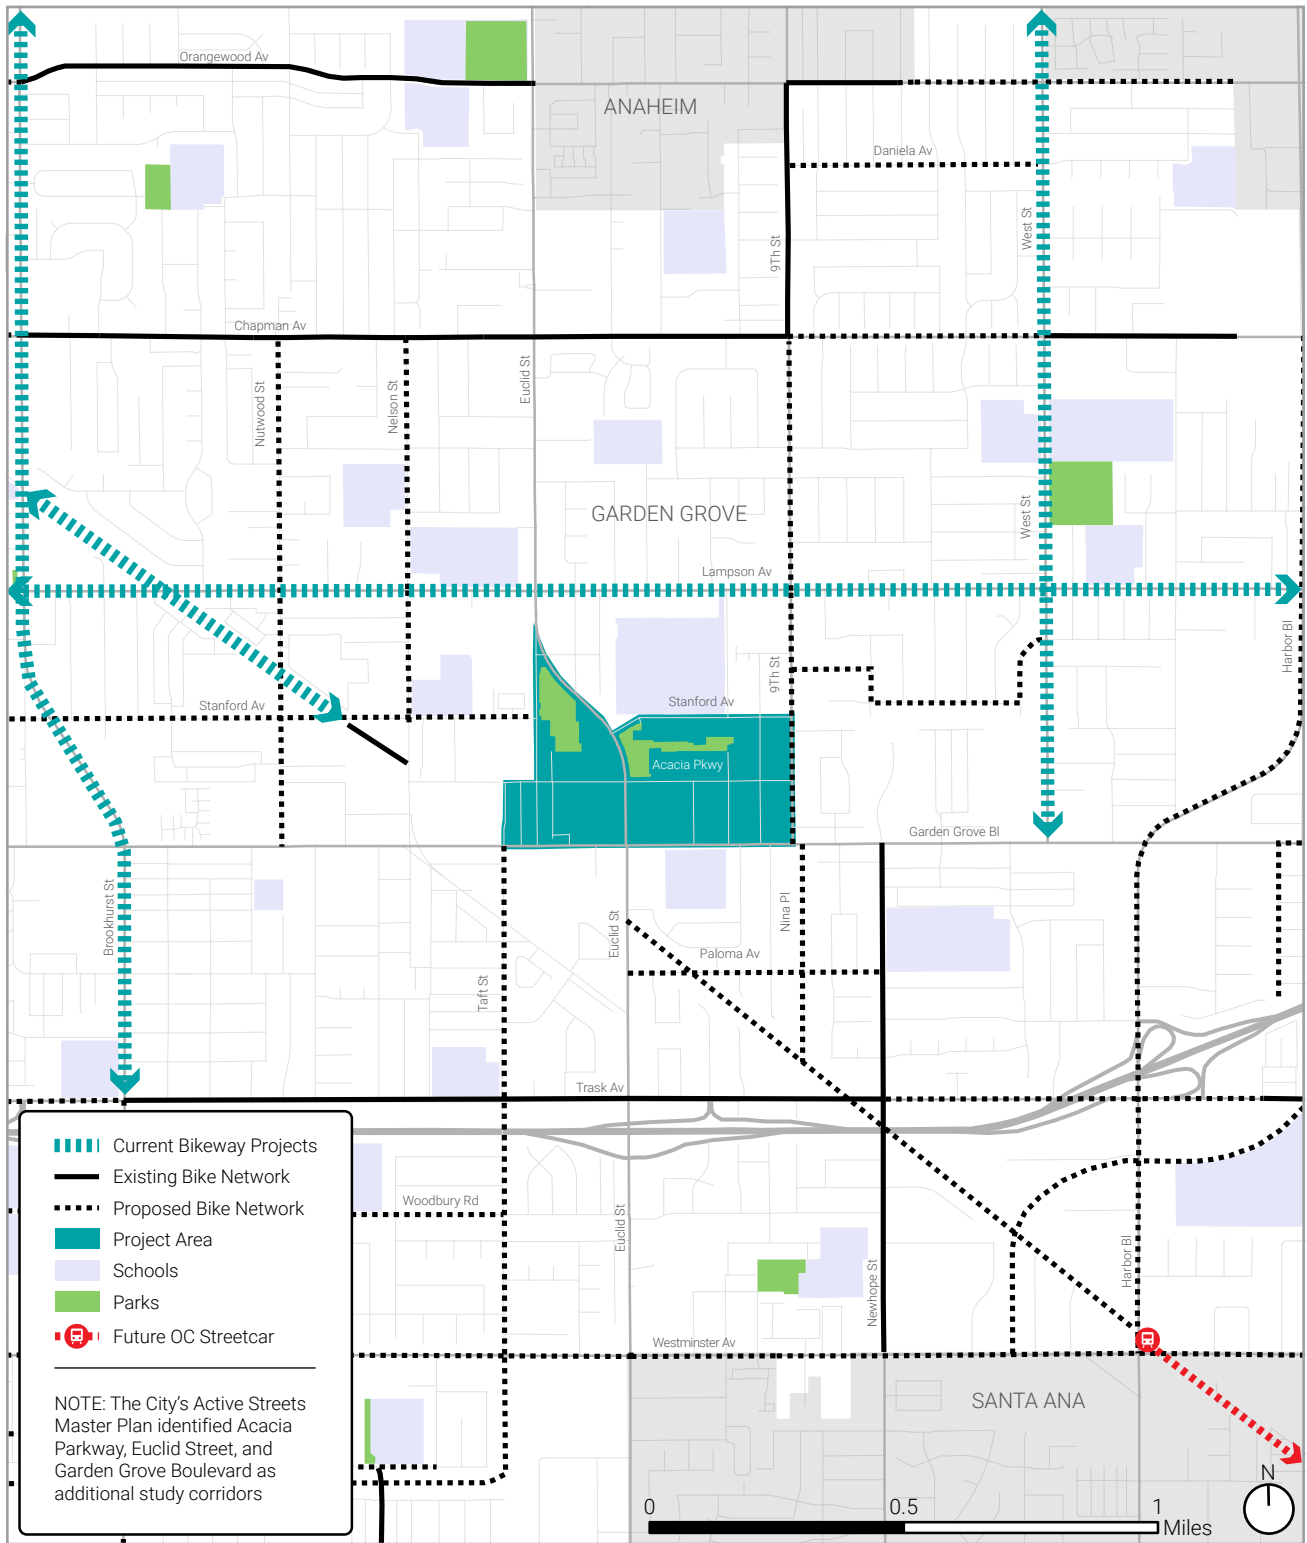 Orangewood Av
ANAHEIM
Daniela Av
West St
9Th St
Chapman Av
Euclid St
Nutwood St
Nelson St
West St
GARDEN GROVE
Lampson Av
Harbor Bl
9Th St
Stanford Av
Stanford Av
Acacia Pkwy
Garden Grove Bl
Brookhurst St
Nina Pl
Euclid St
Paloma Av
Taft St
Trask Av
Current Bikeway Projects
Existing Bike Network
Proposed Bike Network
Project Area
Schools
Parks
Future OC Streetcar
NOTE: The City's Active Streets
Master Plan identified Acacia
Parkway, Euclid Street, and
Garden Grove Boulevard as
additional study corridors
Woodbury Rd
Euclid St
Harbor Bl
Newhope St
Westminster Av
SANTA ANA
N
0 0.5 1
Miles